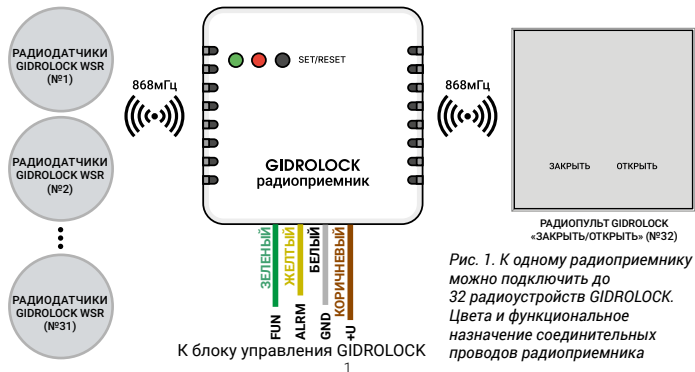 РАДИОДАТЧИКИ
GIDROLOCK WSR
(№1)
РАДИОДАТЧИКИ
GIDROLOCK WSR
(№2)
РАДИОДАТЧИКИ
GIDROLOCK WSR
(№31)
868мГц
SET/RESET
GIDROLOCK
радиоприемник
868мГц
ЗАКРЫТЬ ОТКРЫТЬ
РАДИОПУЛЬТ GIDROLOCK
«ЗАКРЫТЬ/ОТКРЫТЬ» (№32)
ЗЕЛЕНЫЙ
ЖЕЛТЫЙ
БЕЛЫЙ
КОРИЧНЕВЫЙ
FUN
ALRM
GND
+U
К блоку управления GIDROLOCK
Рис. 1. К одному радиоприемнику
можно подключить до
32 радиоустройств GIDROLOCK.
Цвета и функциональное
назначение соединительных
проводов радиоприемника
1